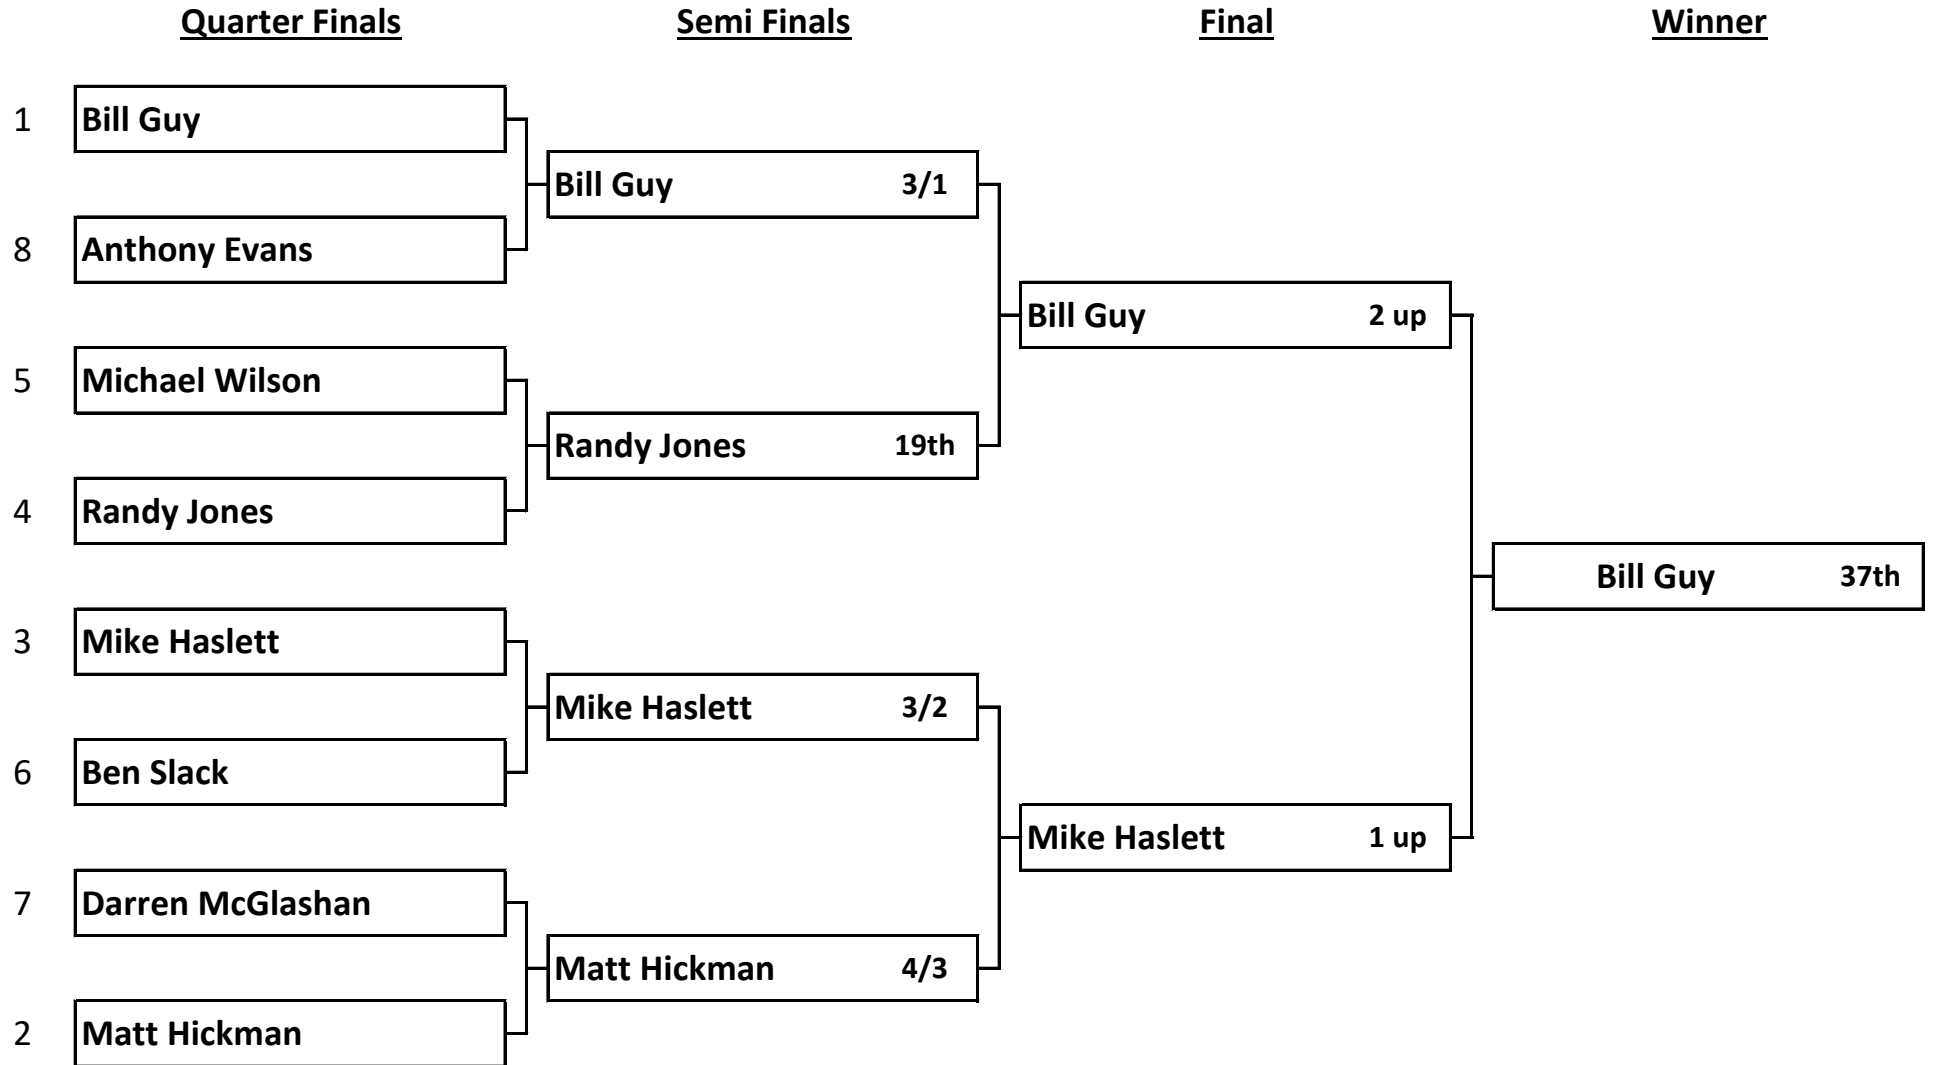 Quarter Finals Semi Finals Final Winner
1 Bill Guy
Bill Guy 3/1
8 Anthony Evans
Bill Guy 2 up
5 Michael Wilson
Randy Jones 19th
4 Randy Jones
Bill Guy 37th
3 Mike Haslett
Mike Haslett 3/2
6 Ben Slack
Mike Haslett 1 up
7 Darren McGlashan
Matt Hickman 4/3
2 Matt Hickman